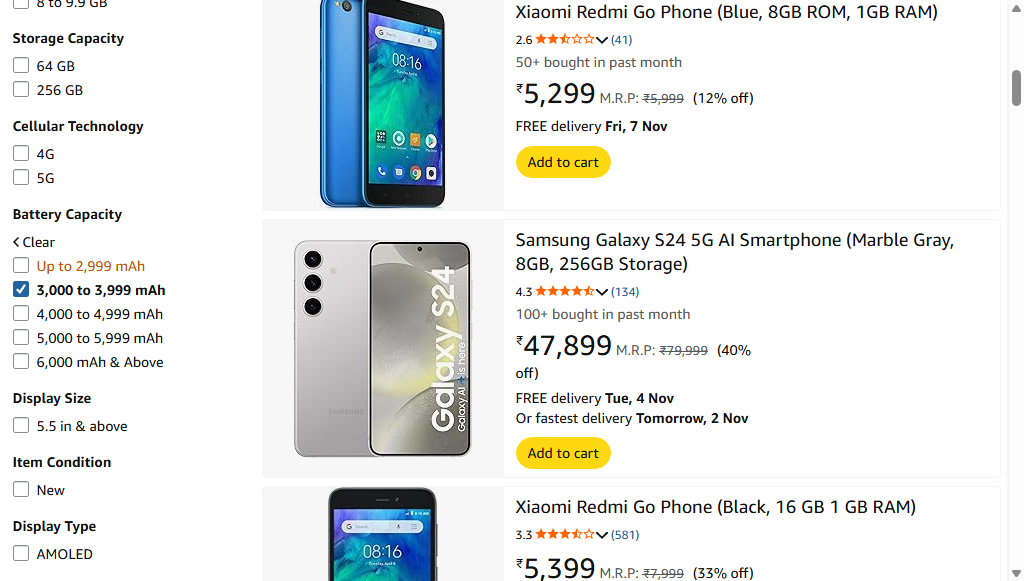 8 to 9.9 GB
Storage Capacity
64 GB
256 GB
Cellular Technology
4G
5G
Battery Capacity
Clear
Up to 2,999 mAh
3,000 to 3,999 mAh
4,000 to 4,999 mAh
5,000 to 5,999 mAh
6,000 mAh & Above
Display Size
5.5 in & above
Item Condition
New
Display Type
AMOLED
08:16
Xiaomi Redmi Go Phone (Blue, 8GB ROM, 1GB RAM)
2.6 (41)
50+ bought in past month
₹5,299 M.R.P: ₹5,999 (12% off)
FREE delivery Fri, 7 Nov
Add to cart
SAMSUNG
Galaxy S24
Galaxy AI is here
Samsung Galaxy S24 5G AI Smartphone (Marble Gray,
8GB, 256GB Storage)
4.3 (134)
100+ bought in past month
₹47,899 M.R.P: ₹79,999 (40%
off)
FREE delivery Tue, 4 Nov
Or fastest delivery Tomorrow, 2 Nov
Add to cart
08:16
Xiaomi Redmi Go Phone (Black, 16 GB 1 GB RAM)
3.3 (581)
₹5,399 M.R.P: ₹7,999 (33% off)